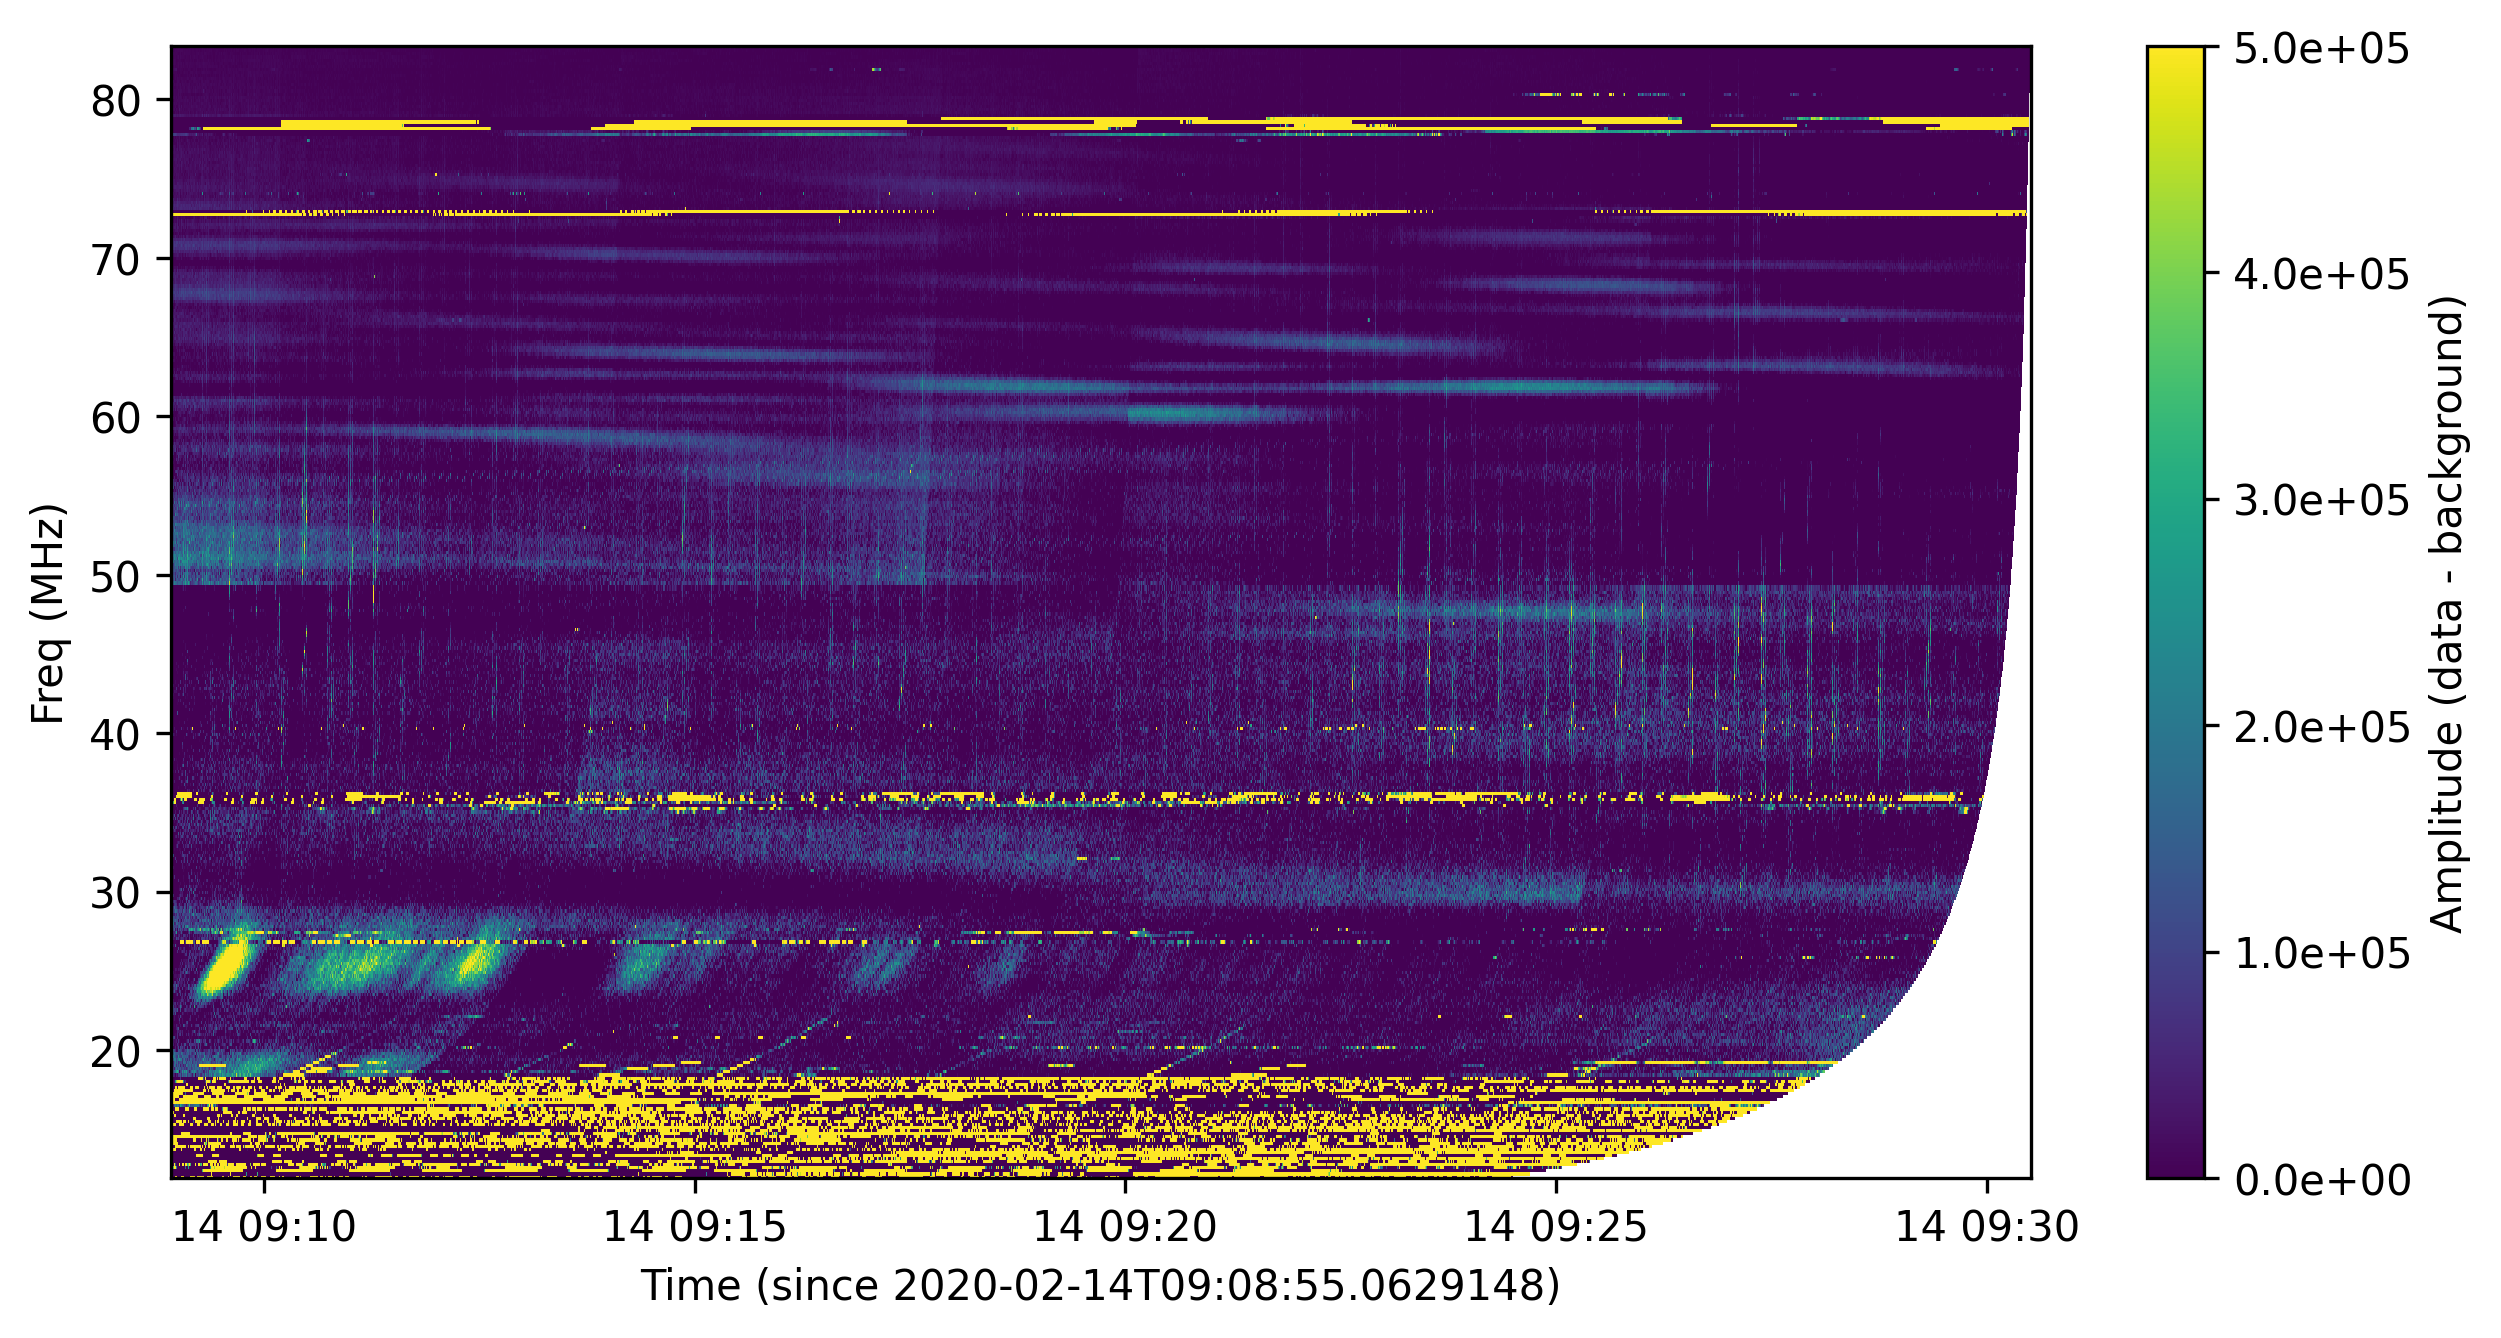 80
70
60
50
40
30
20
Freq (MHz)
14 09:10
14 09:15
14 09:20
14 09:25
14 09:30
Time (since 2020-02-14T09:08:55.0629148)
5.0e+05
4.0e+05
3.0e+05
2.0e+05
1.0e+05
0.0e+00
Amplitude (data - background)